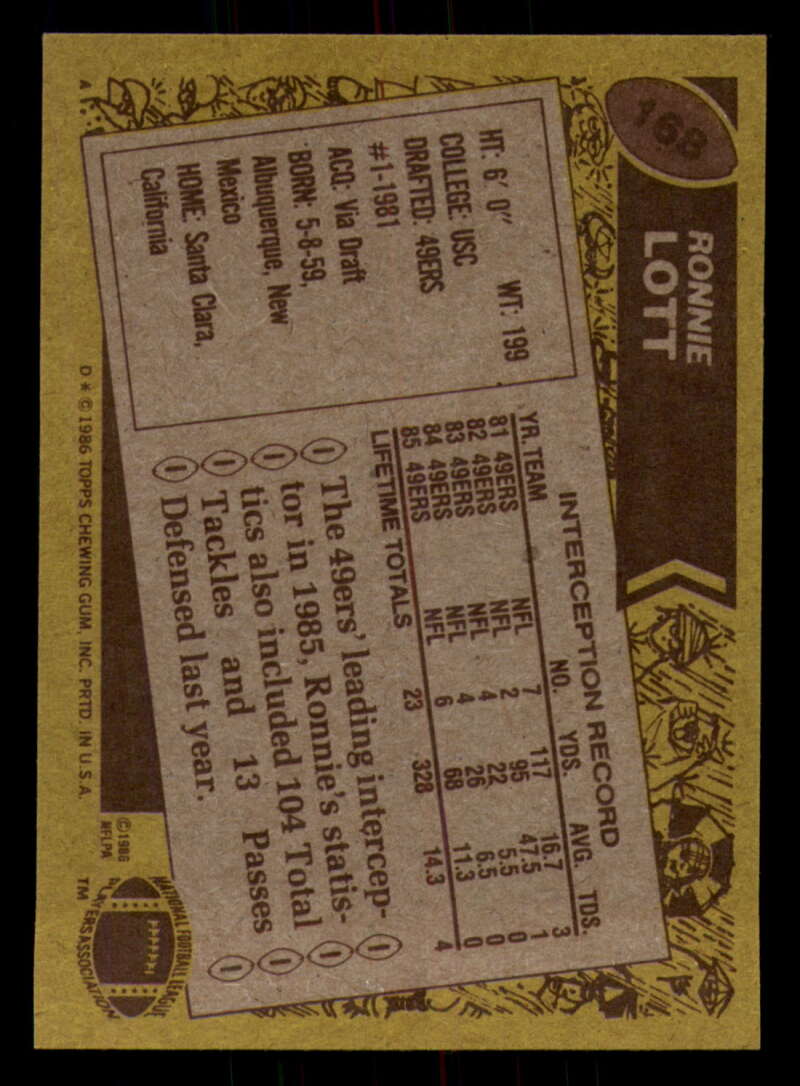 168
RONNIE
LOTT
HT: 6' 0" WT: 199
COLLEGE: USC
DRAFTED: 49ERS
#1-1981
ACQ: Via Draft
BORN: 5-8-59,
Albuquerque, New
Mexico
HOME: Santa Clara,
California
INTERCEPTION RECORD
YR. TEAM NO. YDS. AVG. TDS.
81 49ERS NFL 7 117 16.7 3
82 49ERS NFL 2 95 47.5 1
83 49ERS NFL 4 22 5.5 0
84 49ERS NFL 4 26 6.5 0
85 49ERS NFL 6 68 11.3 0
LIFETIME TOTALS 23 328 14.3 4
The 49ers' leading intercep-
tor in 1985, Ronnie's statis-
tics also included 104 Total
Tackles and 13 Passes
Defensed last year.
A
D * © 1986 TOPPS CHEWING GUM, INC. PRTD. IN U.S.A.
© 1986
NFLPA
NATIONAL FOOTBALL LEAGUE
PLAYERS ASSOCIATION
TM